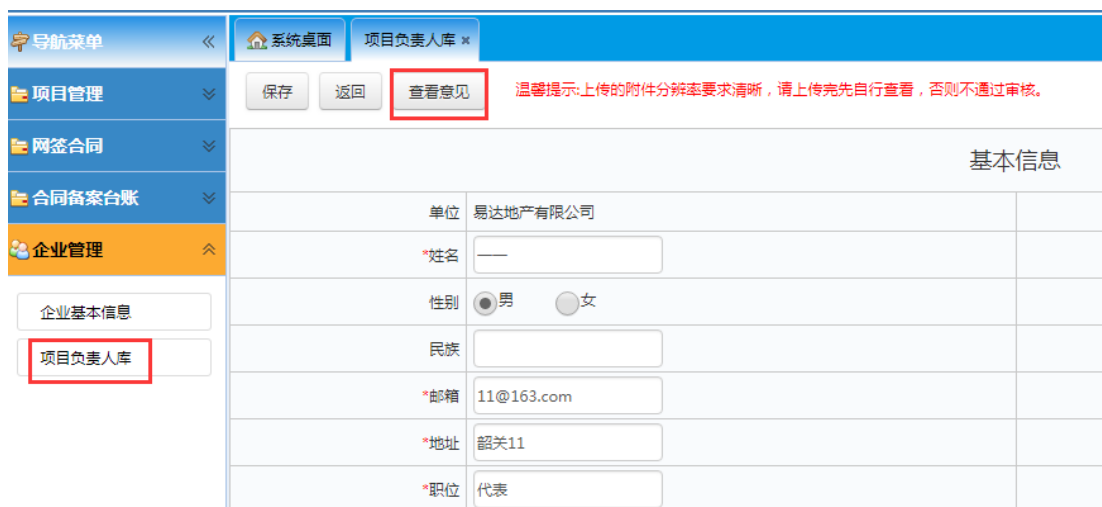 导航菜单 « 系统桌面 项目负责人库 ×
项目管理
保存 返回 查看意见 温馨提示:上传的附件分辨率要求清晰，请上传完先自行查看，否则不通过审核。
网签合同
基本信息
合同备案台账
单位 易达地产有限公司
企业管理
*姓名 一一
性别 男 女
企业基本信息
民族
项目负责人库
*邮箱 11@163.com
*地址 韶关11
*职位 代表